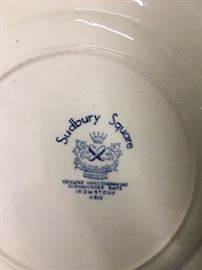 Sudbury Square
GENUINE HAND ENGRAVING
DISHWASHER SAFE
IRONSTONE